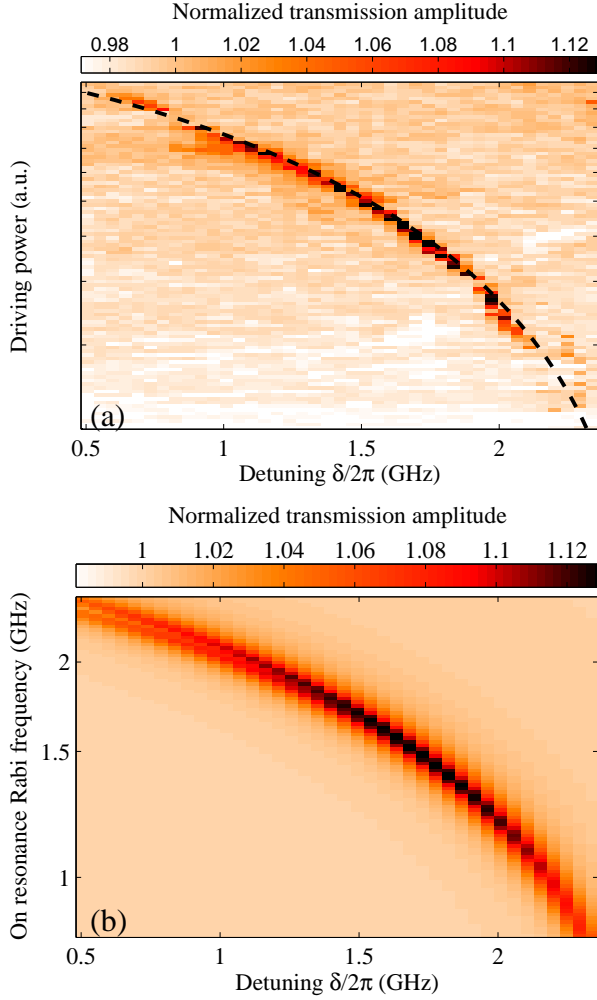 Normalized transmission amplitude
0.98 1 1.02 1.04 1.06 1.08 1.1 1.12
Driving power (a.u.)
(a)
0.5 1 1.5 2
Detuning δ/2π (GHz)
Normalized transmission amplitude
1 1.02 1.04 1.06 1.08 1.1 1.12
On resonance Rabi frequency (GHz)
2
1.5
1
(b)
0.5 1 1.5 2
Detuning δ/2π (GHz)